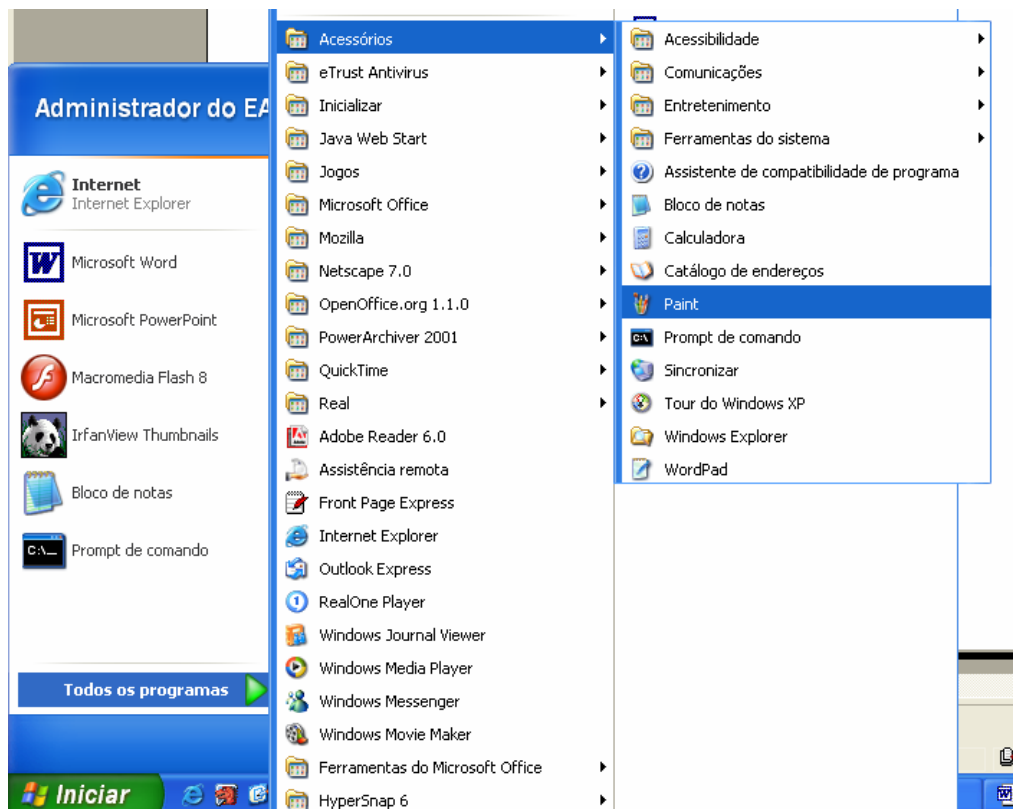 Administrador do EA
Internet
Internet Explorer
Microsoft Word
Microsoft PowerPoint
Macromedia Flash 8
IrfanView Thumbnails
Bloco de notas
Prompt de comando
Todos os programas
Iniciar
Acessórios
eTrust Antivirus
Inicializar
Java Web Start
Jogos
Microsoft Office
Mozilla
Netscape 7.0
OpenOffice.org 1.1.0
PowerArchiver 2001
QuickTime
Real
Adobe Reader 6.0
Assistência remota
Front Page Express
Internet Explorer
Outlook Express
RealOne Player
Windows Journal Viewer
Windows Media Player
Windows Messenger
Windows Movie Maker
Ferramentas do Microsoft Office
HyperSnap 6
Acessibilidade
Comunicações
Entretenimento
Ferramentas do sistema
Assistente de compatibilidade de programa
Bloco de notas
Calculadora
Catálogo de endereços
Paint
Prompt de comando
Sincronizar
Tour do Windows XP
Windows Explorer
WordPad